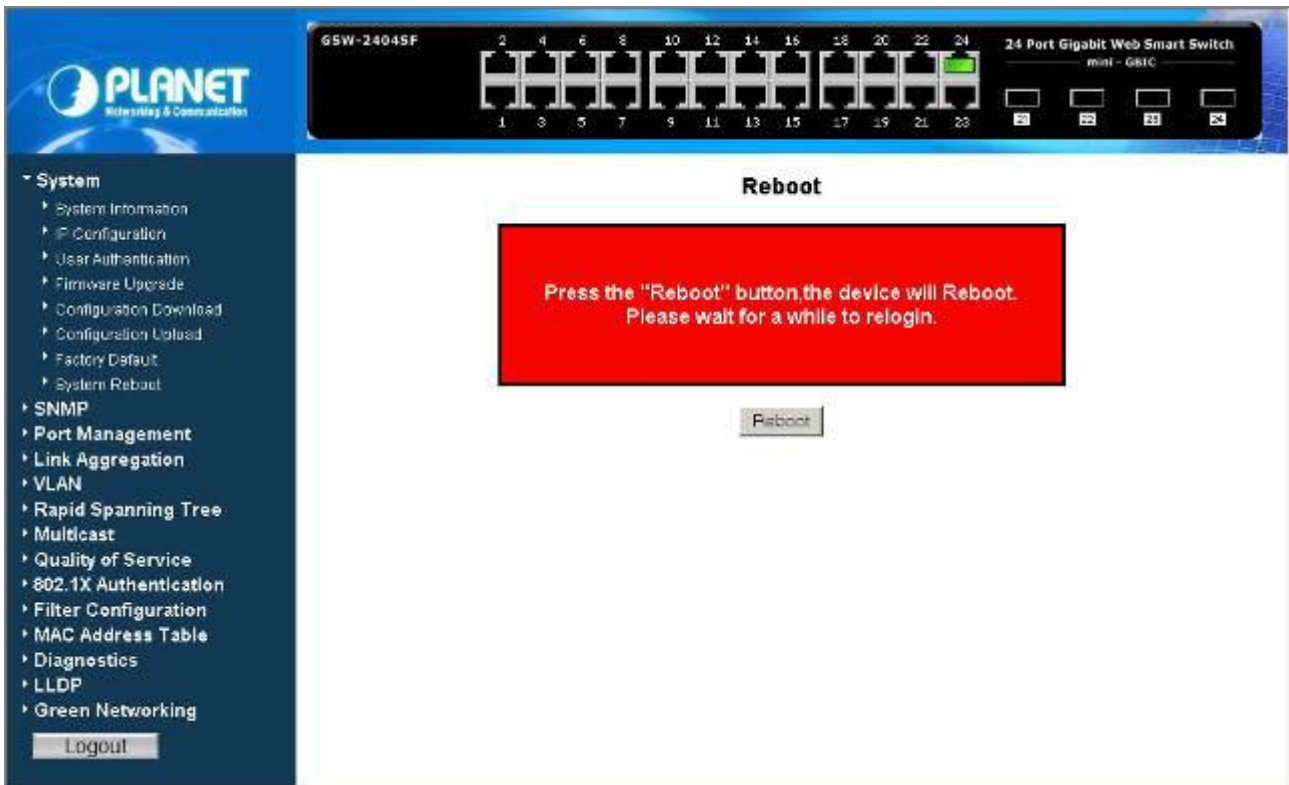 GSW-2404SF
2 4 6 8 10 12 14 16 18 20 22 24
24 Port Gigabit Web Smart Switch
mini - GBIC
1 3 5 7 9 11 13 15 17 19 21 23
21 22 23 24
PLANET
Networking & Communication
System
System Information
IP Configuration
User Authentication
Firmware Upgrade
Configuration Download
Configuration Upload
Factory Default
System Reboot
SNMP
Port Management
Link Aggregation
VLAN
Rapid Spanning Tree
Multicast
Quality of Service
802.1X Authentication
Filter Configuration
MAC Address Table
Diagnostics
LLDP
Green Networking
Logout
Reboot
Press the "Reboot" button,the device will Reboot.
Please wait for a while to relogin.
Reboot